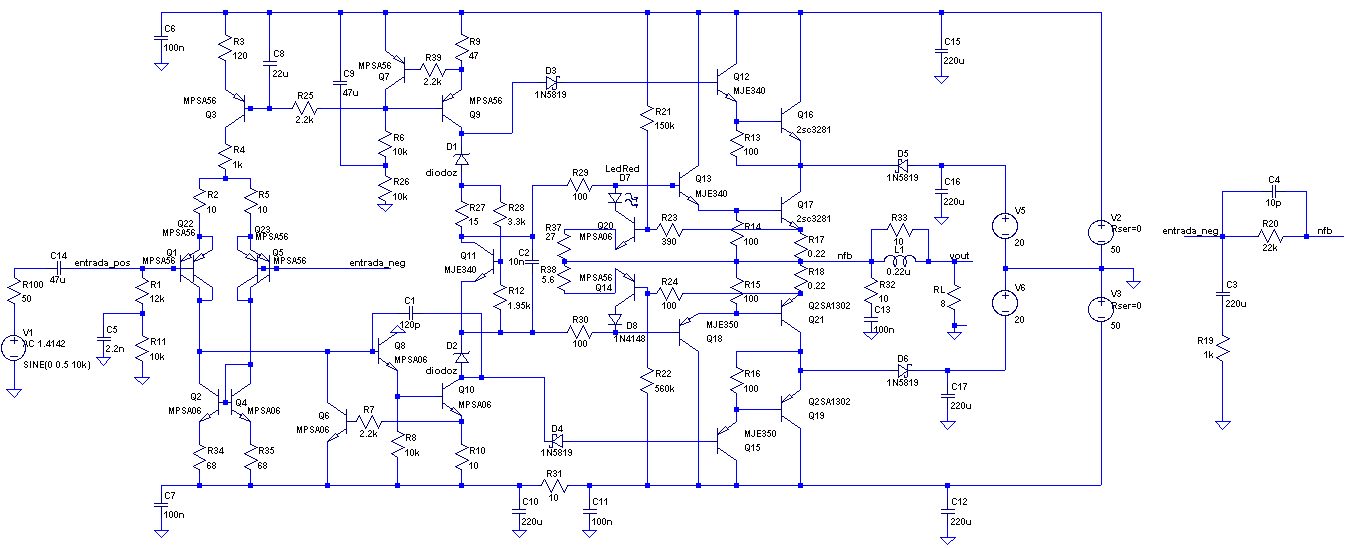 C6
100n
R3
120
C8
22u
C9
47u
MPSA56
Q7
R39
2.2k
R9
47
MPSA56
Q3
R25
2.2k
MPSA56
Q9
R6
10k
R26
10k
R4
1k
D1
diodoz
D3
1N5819
Q12
MJE340
Q16
2sc3281
R13
100
R21
150k
D5
1N5819
C15
220u
C16
220u
R2
10
R5
10
Q22
MPSA56
Q23
MPSA56
Q1
Q5
MPSA56
R27
15
R28
3.3k
R29
100
LedRed
D7
Q13
MJE340
Q17
2sc3281
Q20
MPSA06
R23
390
R37
27
R38
5.6
R14
100
R17
0.22
R18
0.22
nfb
R33
10
L1
0.22u
vout
R32
10
C13
100n
RL
8
V5
20
V6
20
V2
Rser=0
50
V3
Rser=0
50
C4
10p
entrada_neg
R20
22k
nfb
C3
220u
R19
1k
C14
47u
entrada_pos
entrada_neg
R100
50
V1
AC 1.4142
SINE(0 0.5 10k)
R1
12k
C5
2.2n
R11
10k
Q11
MJE340
R12
1.95k
C2
10n
MPSA56
Q14
R24
100
R15
100
Q2SA1302
Q21
C1
120p
Q8
MPSA06
D2
diodoz
R30
100
D8
1N4148
MJE350
Q18
Q10
MPSA06
R22
560k
R16
100
D6
1N5819
C17
220u
Q2SA1302
Q19
Q2
MPSA06
Q4
MPSA06
Q6
MPSA06
R7
2.2k
R8
10k
R10
10
D4
1N5819
MJE350
Q15
R34
68
R35
68
C7
100n
R31
10
C10
220u
C11
100n
C12
220u